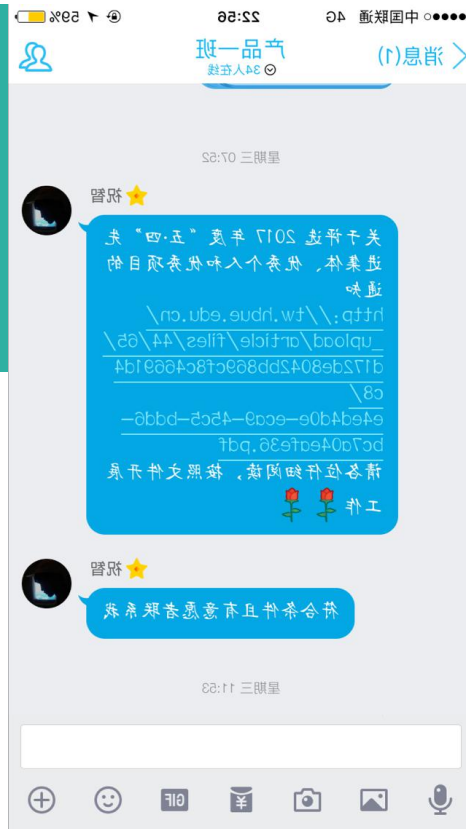 中国联通 4G 22:56 59%
消息(1) 产品一班
34人在线
星期三 07:52
祝智
关于评选 2017 年度“五·四”先
进集体、优秀个人和优秀项目的
通知
http://tw.hbue.edu.cn/
_upload/article/files/44/65/
d172de8042bb869cf8c646691d4
c8/
e4ed4d0e-eca9-45c5-bdd6-
bc7a04eafe36.pdf
请各位仔细阅读，按照文件开展
工作
祝智
符合条件且有意愿者联系我
星期三 11:53
GIF